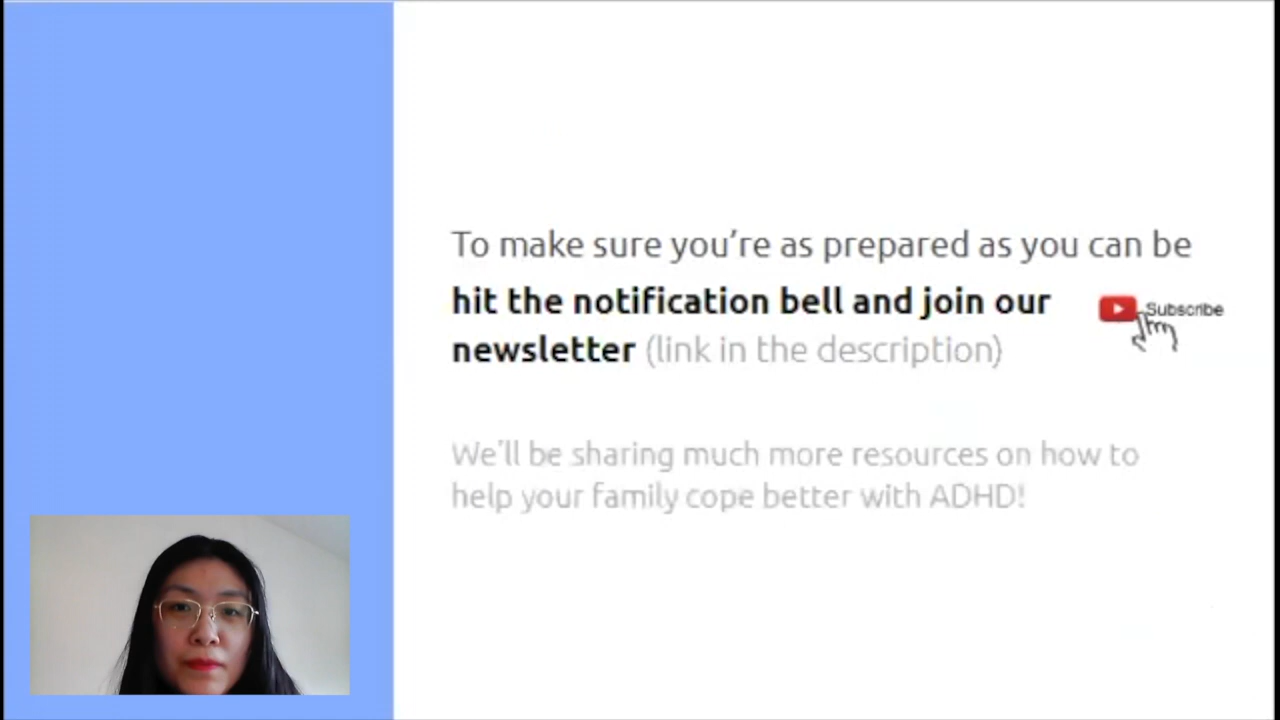 To make sure you're as prepared as you can be
hit the notification bell and join our
Subscribe
newsletter (link in the description)
We'll be sharing much more resources on how to
help your family cope better with ADHD!